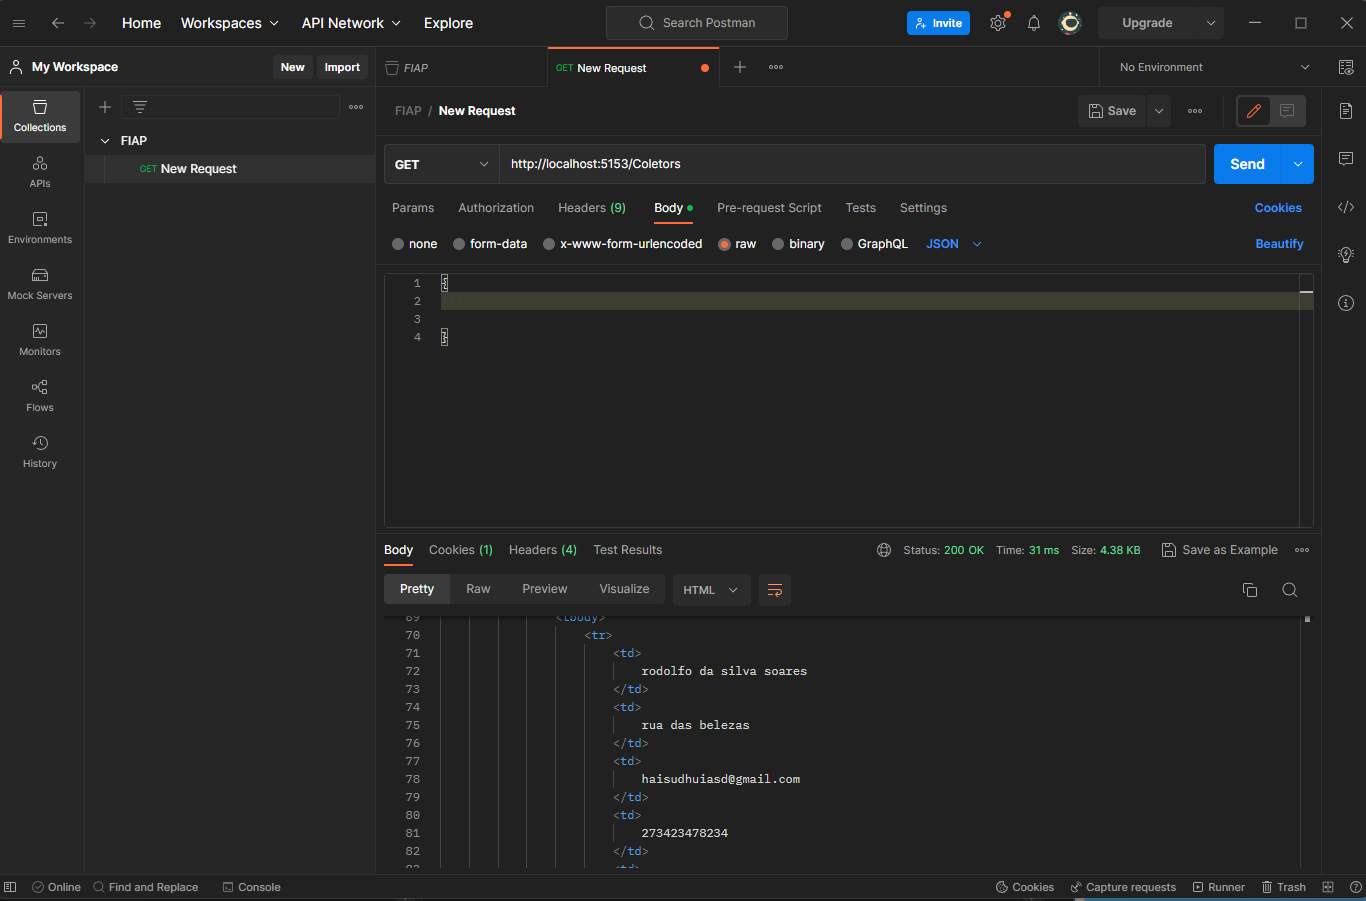 Home Workspaces API Network Explore Search Postman Invite Upgrade
My Workspace New Import FIAP GET New Request No Environment
Collections
APIs
Environments
Mock Servers
Monitors
Flows
History
FIAP
GET New Request
FIAP / New Request Save
GET http://localhost:5153/Coletors Send
Params Authorization Headers (9) Body Pre-request Script Tests Settings Cookies
none form-data x-www-form-urlencoded raw binary GraphQL JSON Beautify
1 {
2
3
4 }
Body Cookies (1) Headers (4) Test Results Status: 200 OK Time: 31 ms Size: 4.38 KB Save as Example
Pretty Raw Preview Visualize HTML
69 <tbody>
70 <tr>
71 <td>
72 rodolfo da silva soares
73 </td>
74 <td>
75 rua das belezas
76 </td>
77 <td>
78 haisudhuiasd@gmail.com
79 </td>
80 <td>
81 273423478234
82 </td>
83 <td>
Online Find and Replace Console Cookies Capture requests Runner Trash